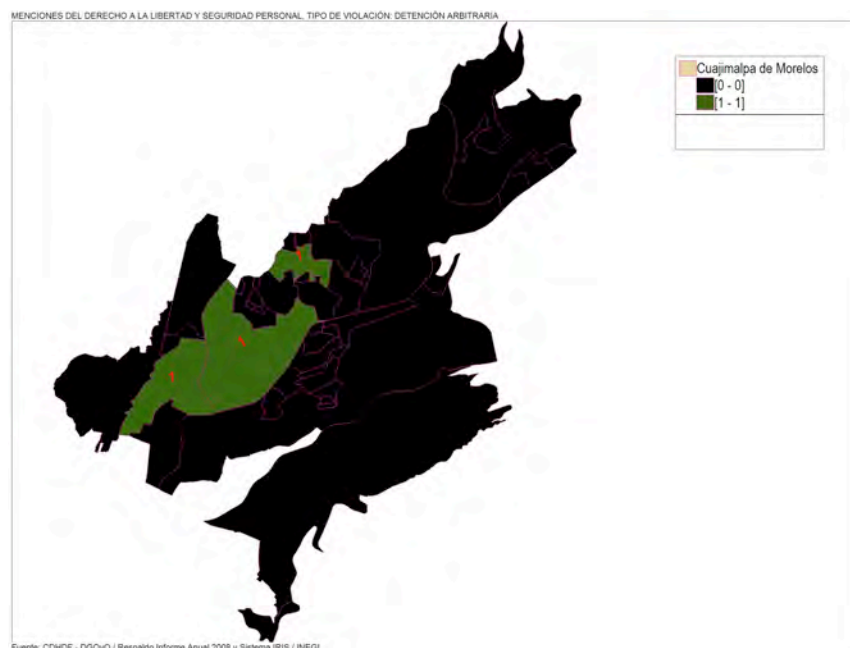 MENCIONES DEL DERECHO A LA LIBERTAD Y SEGURIDAD PERSONAL, TIPO DE VIOLACIÓN: DETENCIÓN ARBITRARIA
Cuajimalpa de Morelos
[0 - 0]
[1 - 1]
1
1
1
Fuente: CDHDF - DGQyO / Respaldo Informe Anual 2008 y Sistema IRIS / INEGI